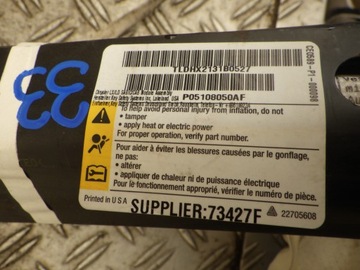 33
TLDAX2131B0527
P05108050AF
To help avoid personal injury from inflation, do not:
• tamper
• apply heat or electric power
For proper operation, verify part number.
Pour aider à éviter les blessures causées par le gonflage,
ne pas:
• altérer
• appliquer de chaleur ni de puissance électrique
Pour le fonctionnement approprié, vérifier le numéro de pièce.
Printed in U S A
SUPPLIER:73427F
22705608